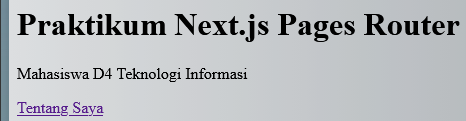 Praktikum Next.js Pages Router
Mahasiswa D4 Teknologi Informasi
Tentang Saya